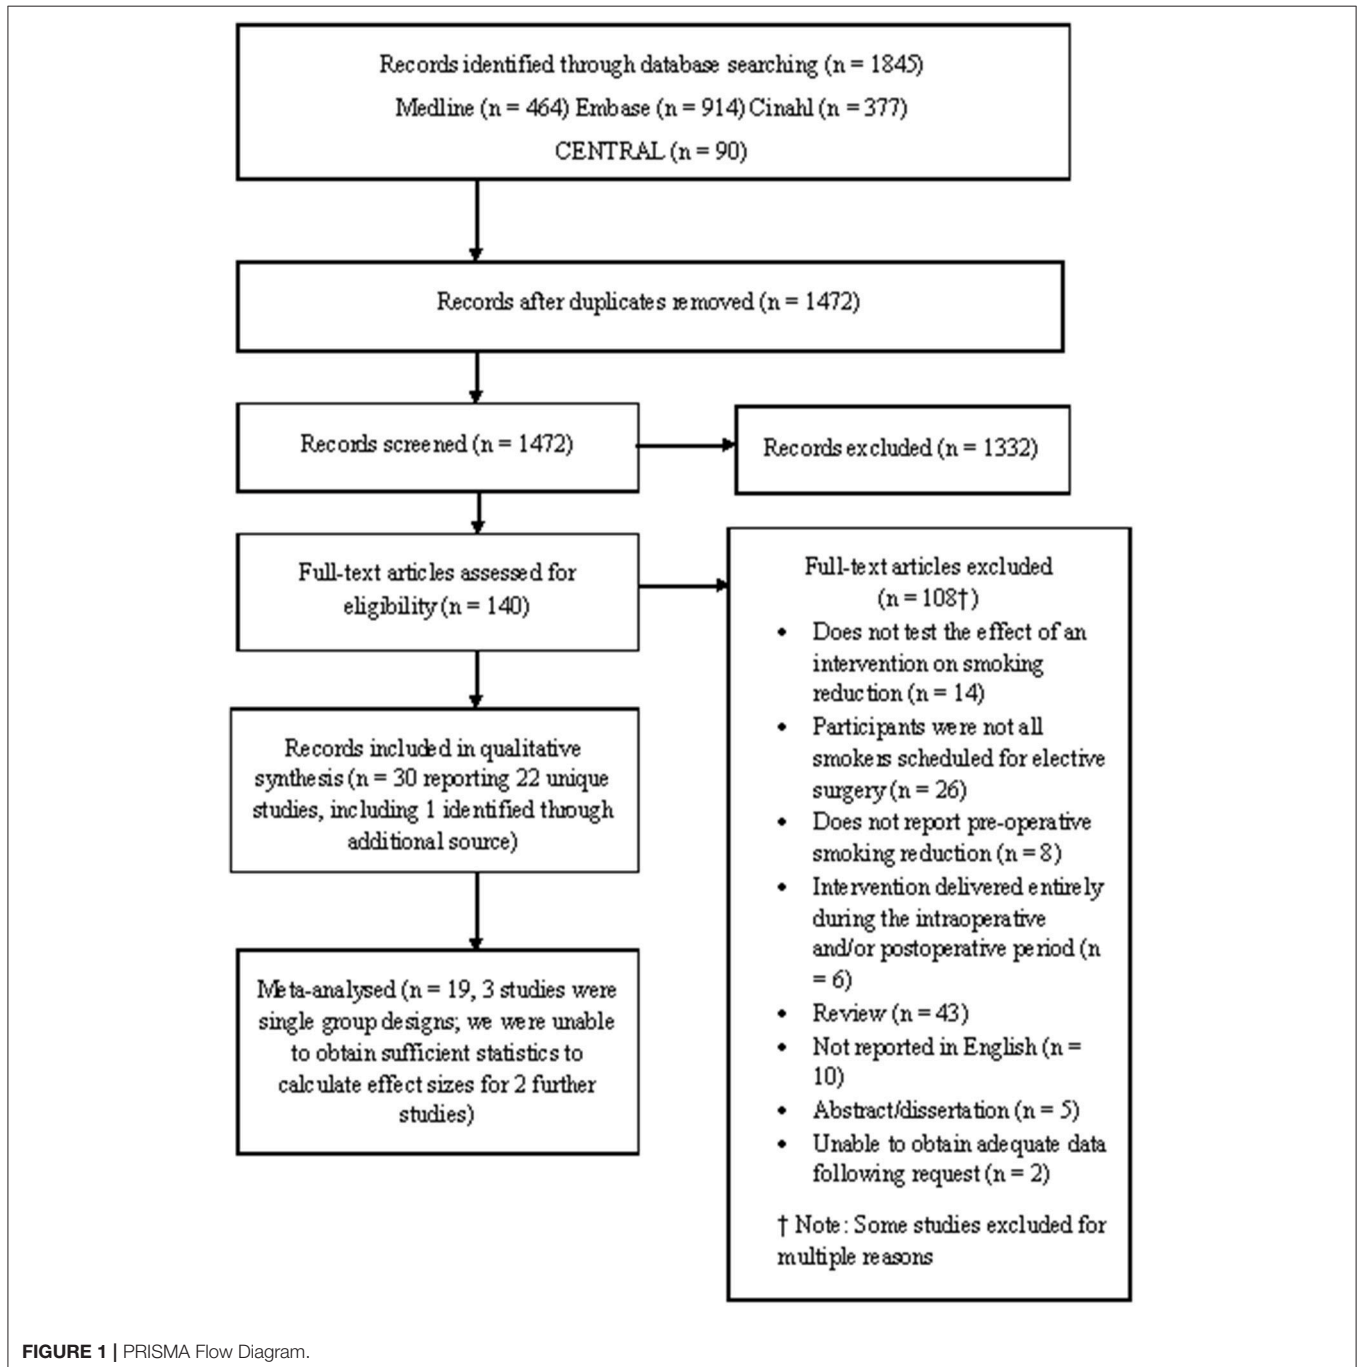 Records identified through database searching (n = 1845)
Medline (n = 464) Embase (n = 914) Cinahl (n = 377)
CENTRAL (n = 90)
Records after duplicates removed (n = 1472)
Records screened (n = 1472)
Records excluded (n = 1332)
Full-text articles assessed for
eligibility (n = 140)
Full-text articles excluded
(n = 108†)
• Does not test the effect of an
intervention on smoking
reduction (n = 14)
• Participants were not all
smokers scheduled for elective
surgery (n = 26)
• Does not report pre-operative
smoking reduction (n = 8)
• Intervention delivered entirely
during the intraoperative
and/or postoperative period (n
= 6)
• Review (n = 43)
• Not reported in English (n =
10)
• Abstract/dissertation (n = 5)
• Unable to obtain adequate data
following request (n = 2)
† Note: Some studies excluded for
multiple reasons
Records included in qualitative
synthesis (n = 30 reporting 22 unique
studies, including 1 identified through
additional source)
Meta-analysed (n = 19, 3 studies were
single group designs; we were unable
to obtain sufficient statistics to
calculate effect sizes for 2 further
studies)
FIGURE 1 | PRISMA Flow Diagram.